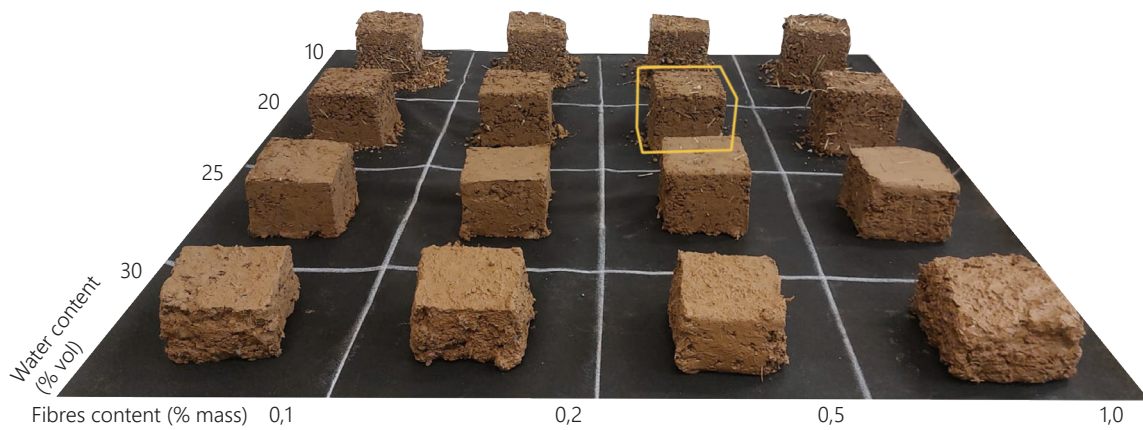 10
20
25
30
Water content
(% vol)
Fibres content (% mass) 0,1 0,2 0,5 1,0